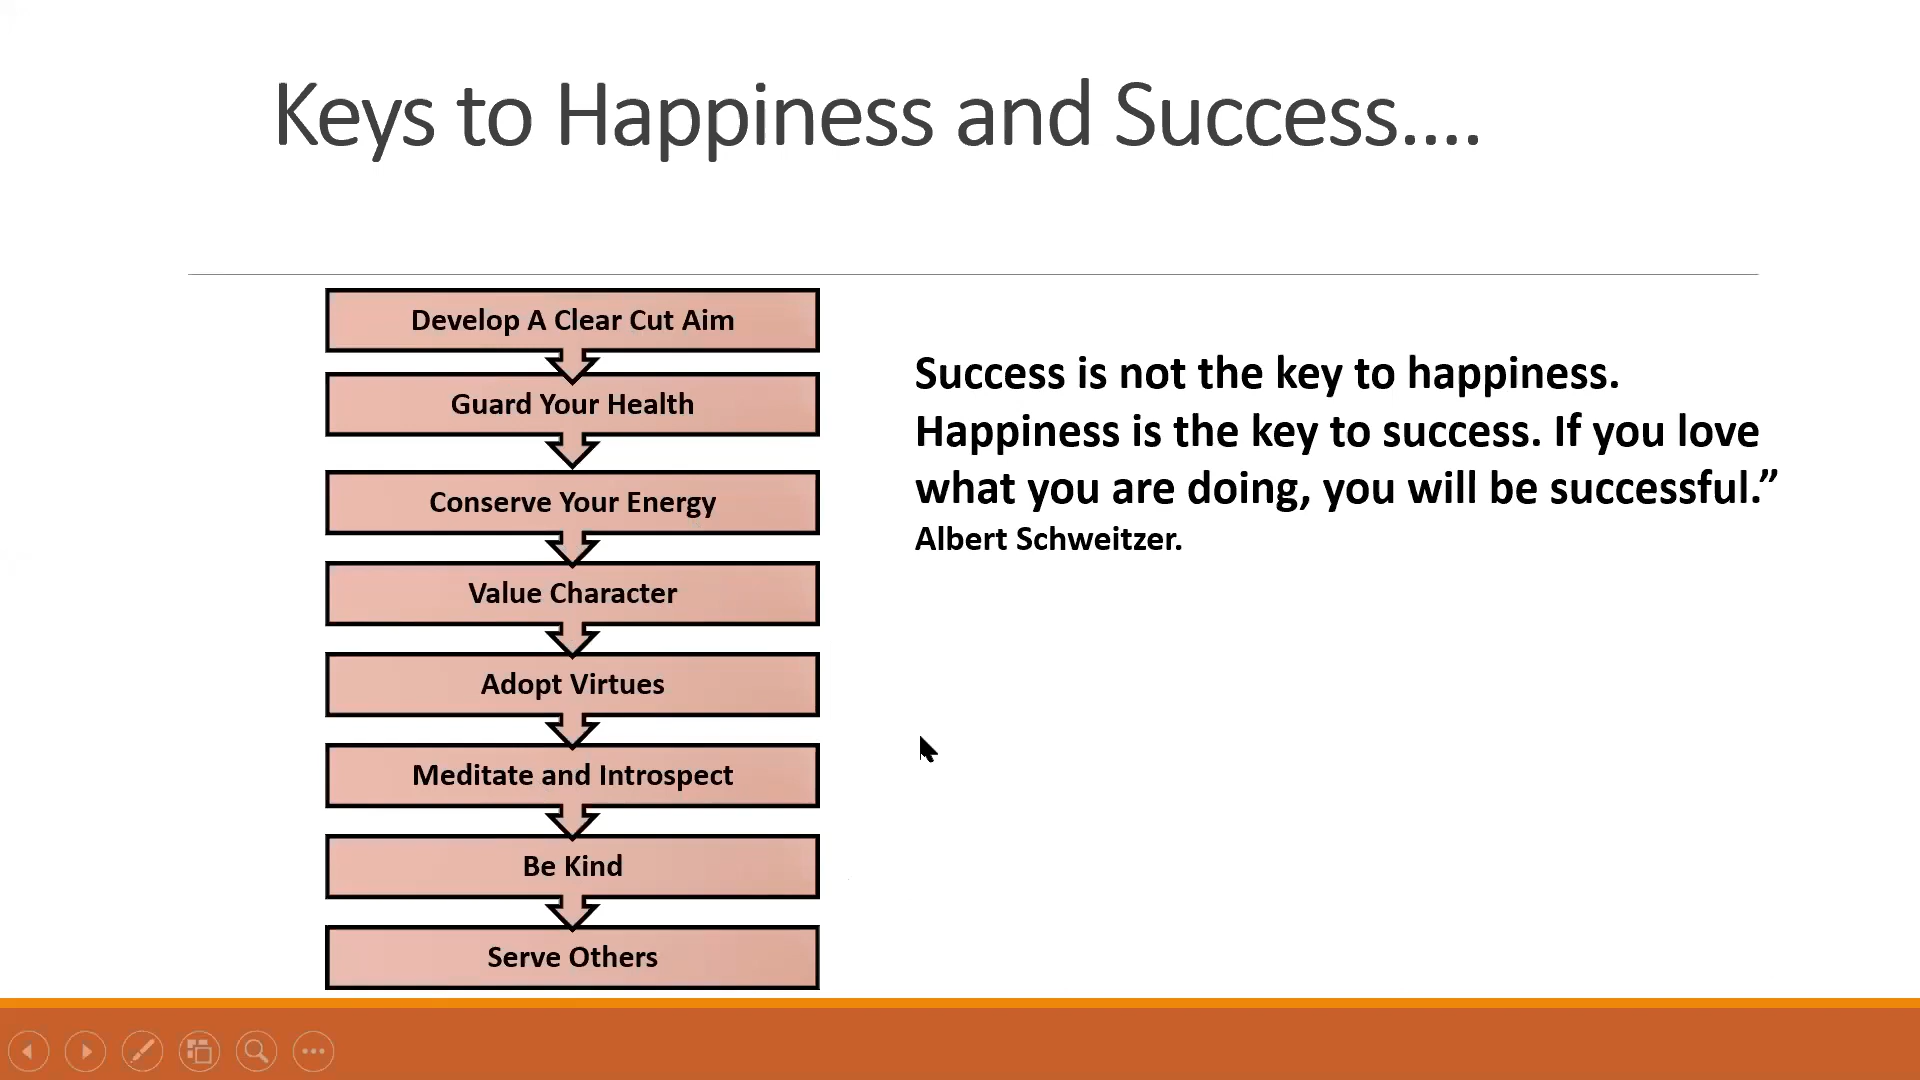 Keys to Happiness and Success....
Develop A Clear Cut Aim
Guard Your Health
Conserve Your Energy
Value Character
Adopt Virtues
Meditate and Introspect
Be Kind
Serve Others
Success is not the key to happiness.
Happiness is the key to success. If you love
what you are doing, you will be successful.”
Albert Schweitzer.